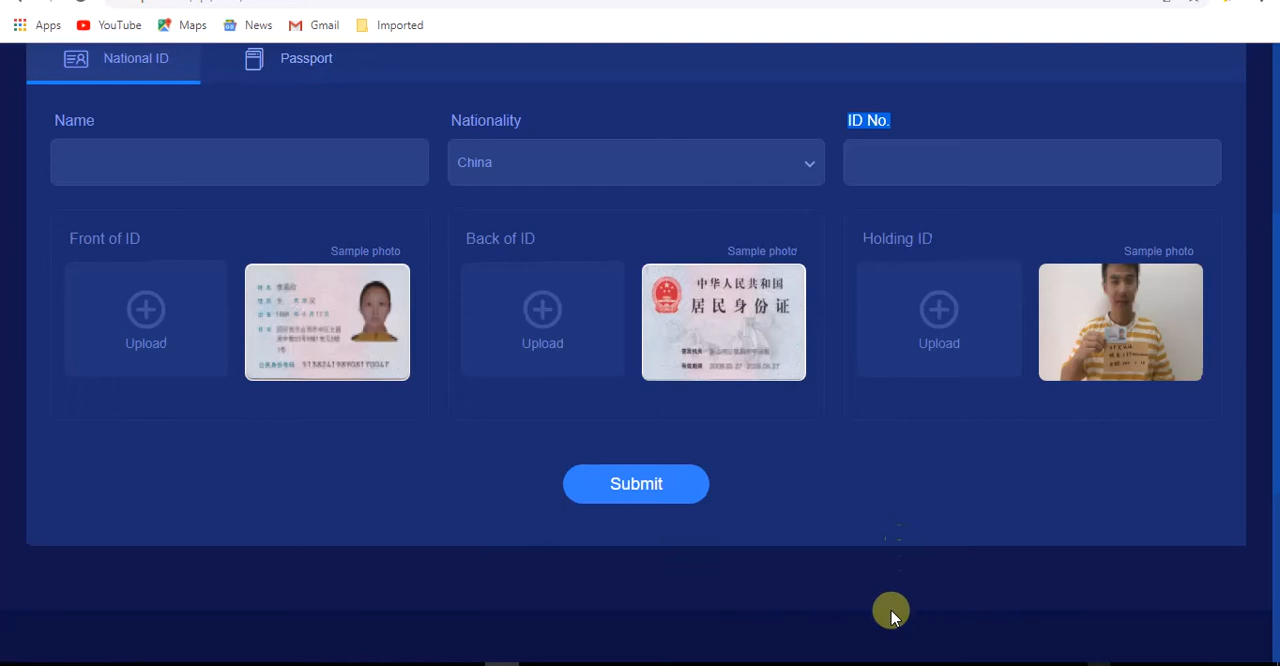 Apps YouTube Maps News Gmail Imported
National ID Passport
Name Nationality ID No.
China
Front of ID Back of ID Holding ID
Sample photo Sample photo Sample photo
Upload Upload Upload
中华人民共和国
居民身份证
Submit